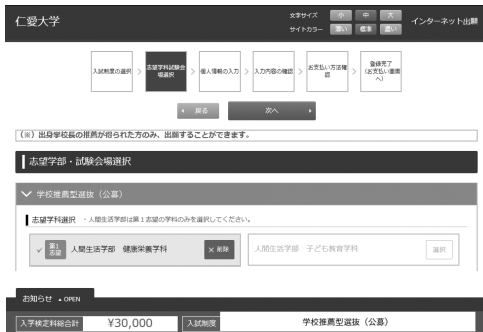 仁愛大学
文字サイズ 小 中 大
サイトカラー 薄い 標準 濃い
インターネット出願
入試制度の選択 > 志望学科試験会場選択 > 個人情報の入力 > 入力内容の確認 > お支払い方法確認 > 登録完了(お支払い画面へ)
戻る 次へ
(※) 出身学校長の推薦が得られた方のみ、出願することができます。
志望学部・試験会場選択
学校推薦型選抜(公募)
志望学科選択 ・人間生活学部は第1志望の学科のみを選択してください。
✓ 第1志望 人間生活学部 健康栄養学科 × 削除
人間生活学部 子ども教育学科 選択
お知らせ ▲ OPEN
入学検定料総合計 ¥30,000 入試制度 学校推薦型選抜(公募)